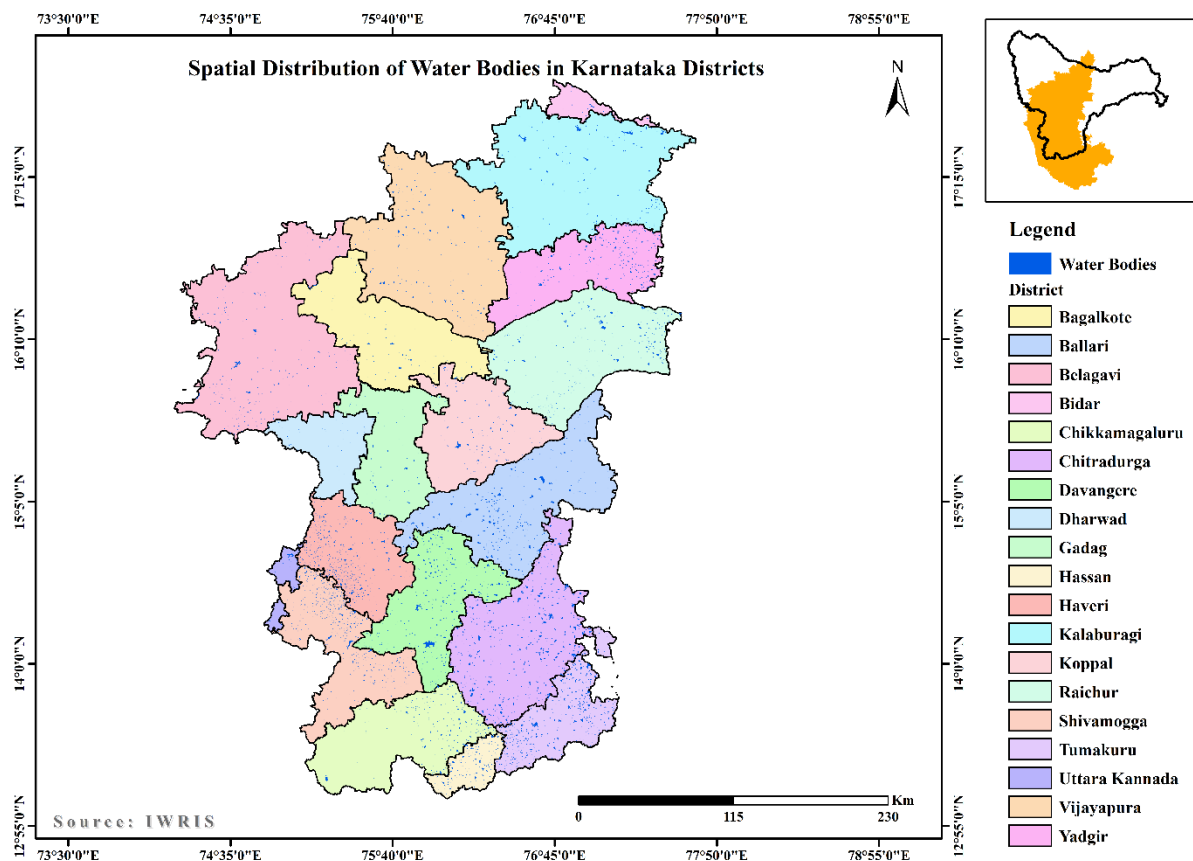 73°30'0"E 74°35'0"E 75°40'0"E 76°45'0"E 77°50'0"E 78°55'0"E
Spatial Distribution of Water Bodies in Karnataka Districts
N
17°15'0"N 17°15'0"N
16°10'0"N 16°10'0"N
15°5'0"N 15°5'0"N
14°0'0"N 14°0'0"N
12°55'0"N 12°55'0"N
Km
0 115 230
Source: IWRIS
73°30'0"E 74°35'0"E 75°40'0"E 76°45'0"E 77°50'0"E 78°55'0"E
Legend
Water Bodies
District
Bagalkote
Ballari
Belagavi
Bidar
Chikkamagaluru
Chitradurga
Davangere
Dharwad
Gadag
Hassan
Haveri
Kalaburagi
Koppal
Raichur
Shivamogga
Tumakuru
Uttara Kannada
Vijayapura
Yadgir